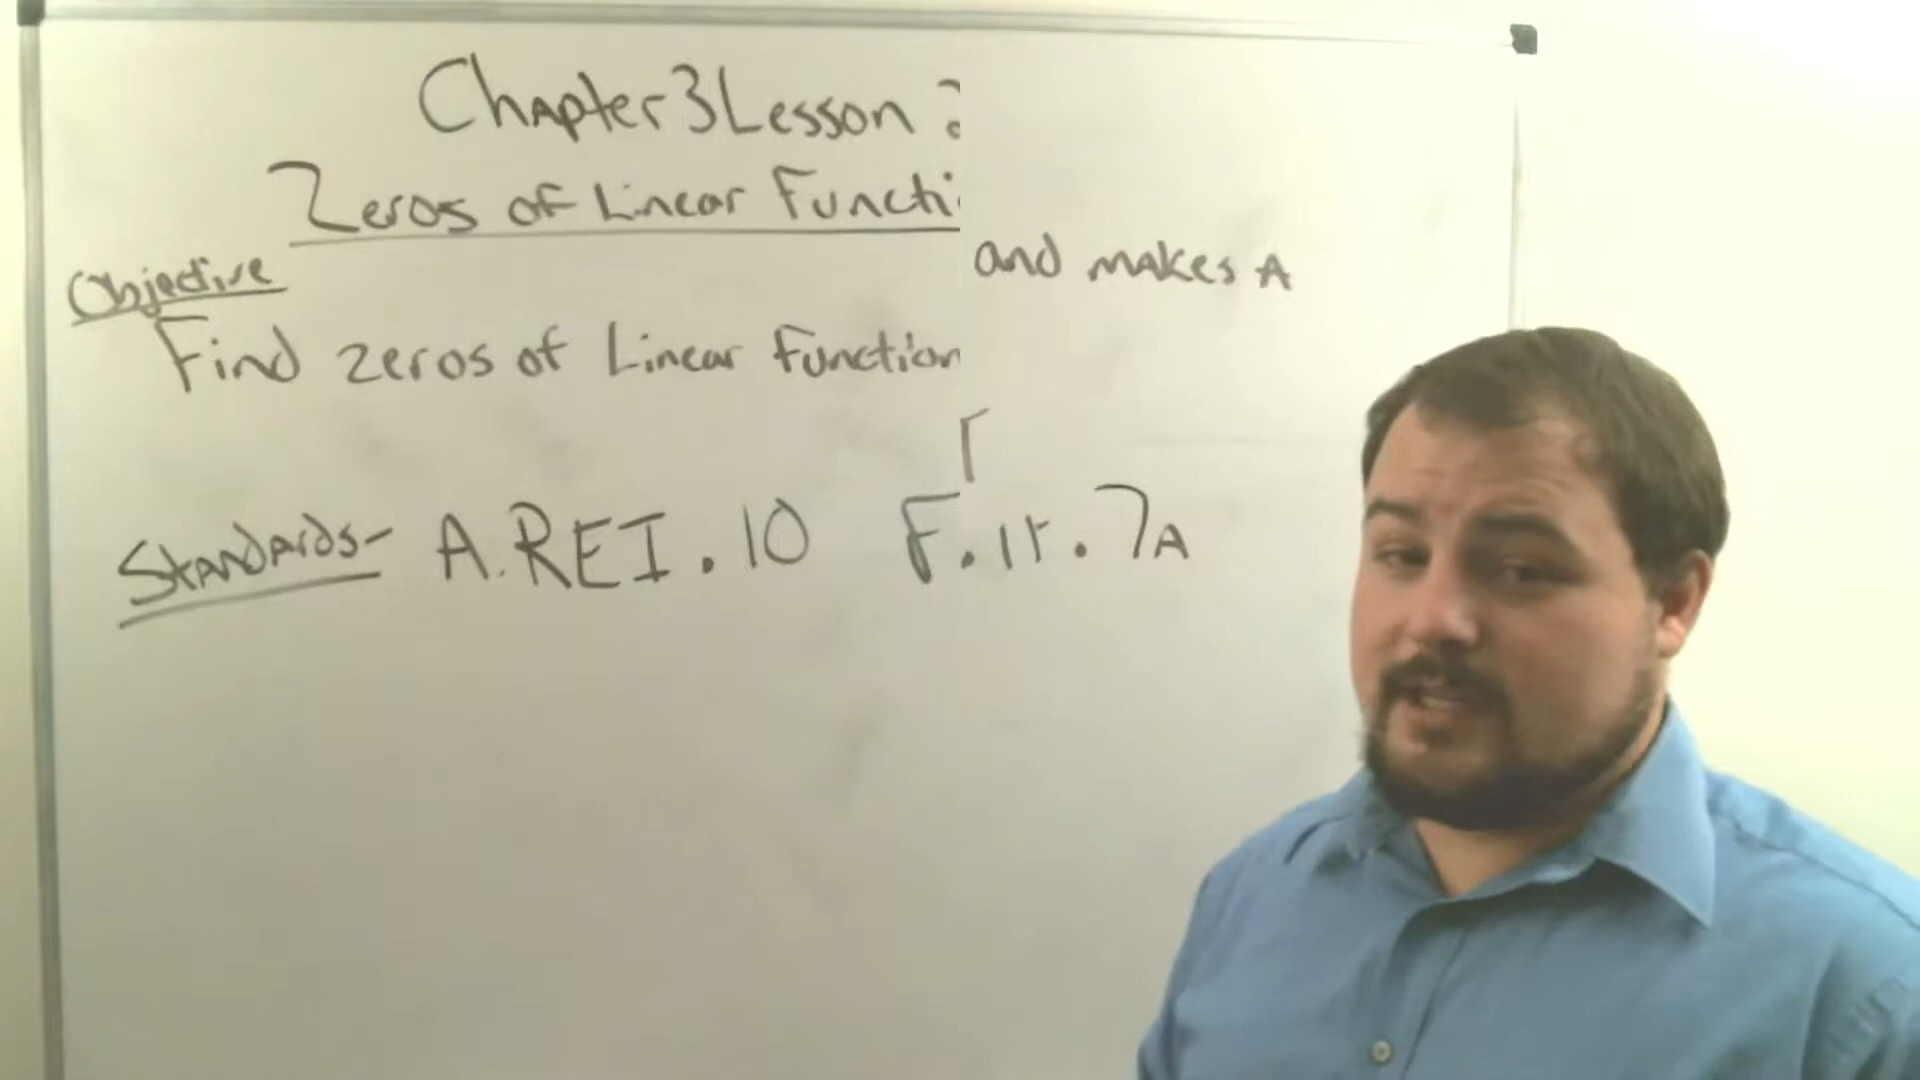 Chapter 3 Lesson
Zeros of Linear Functi
and makes A
Objective
Find zeros of Linear function
Standards- A.REI.10 F.IF.7A